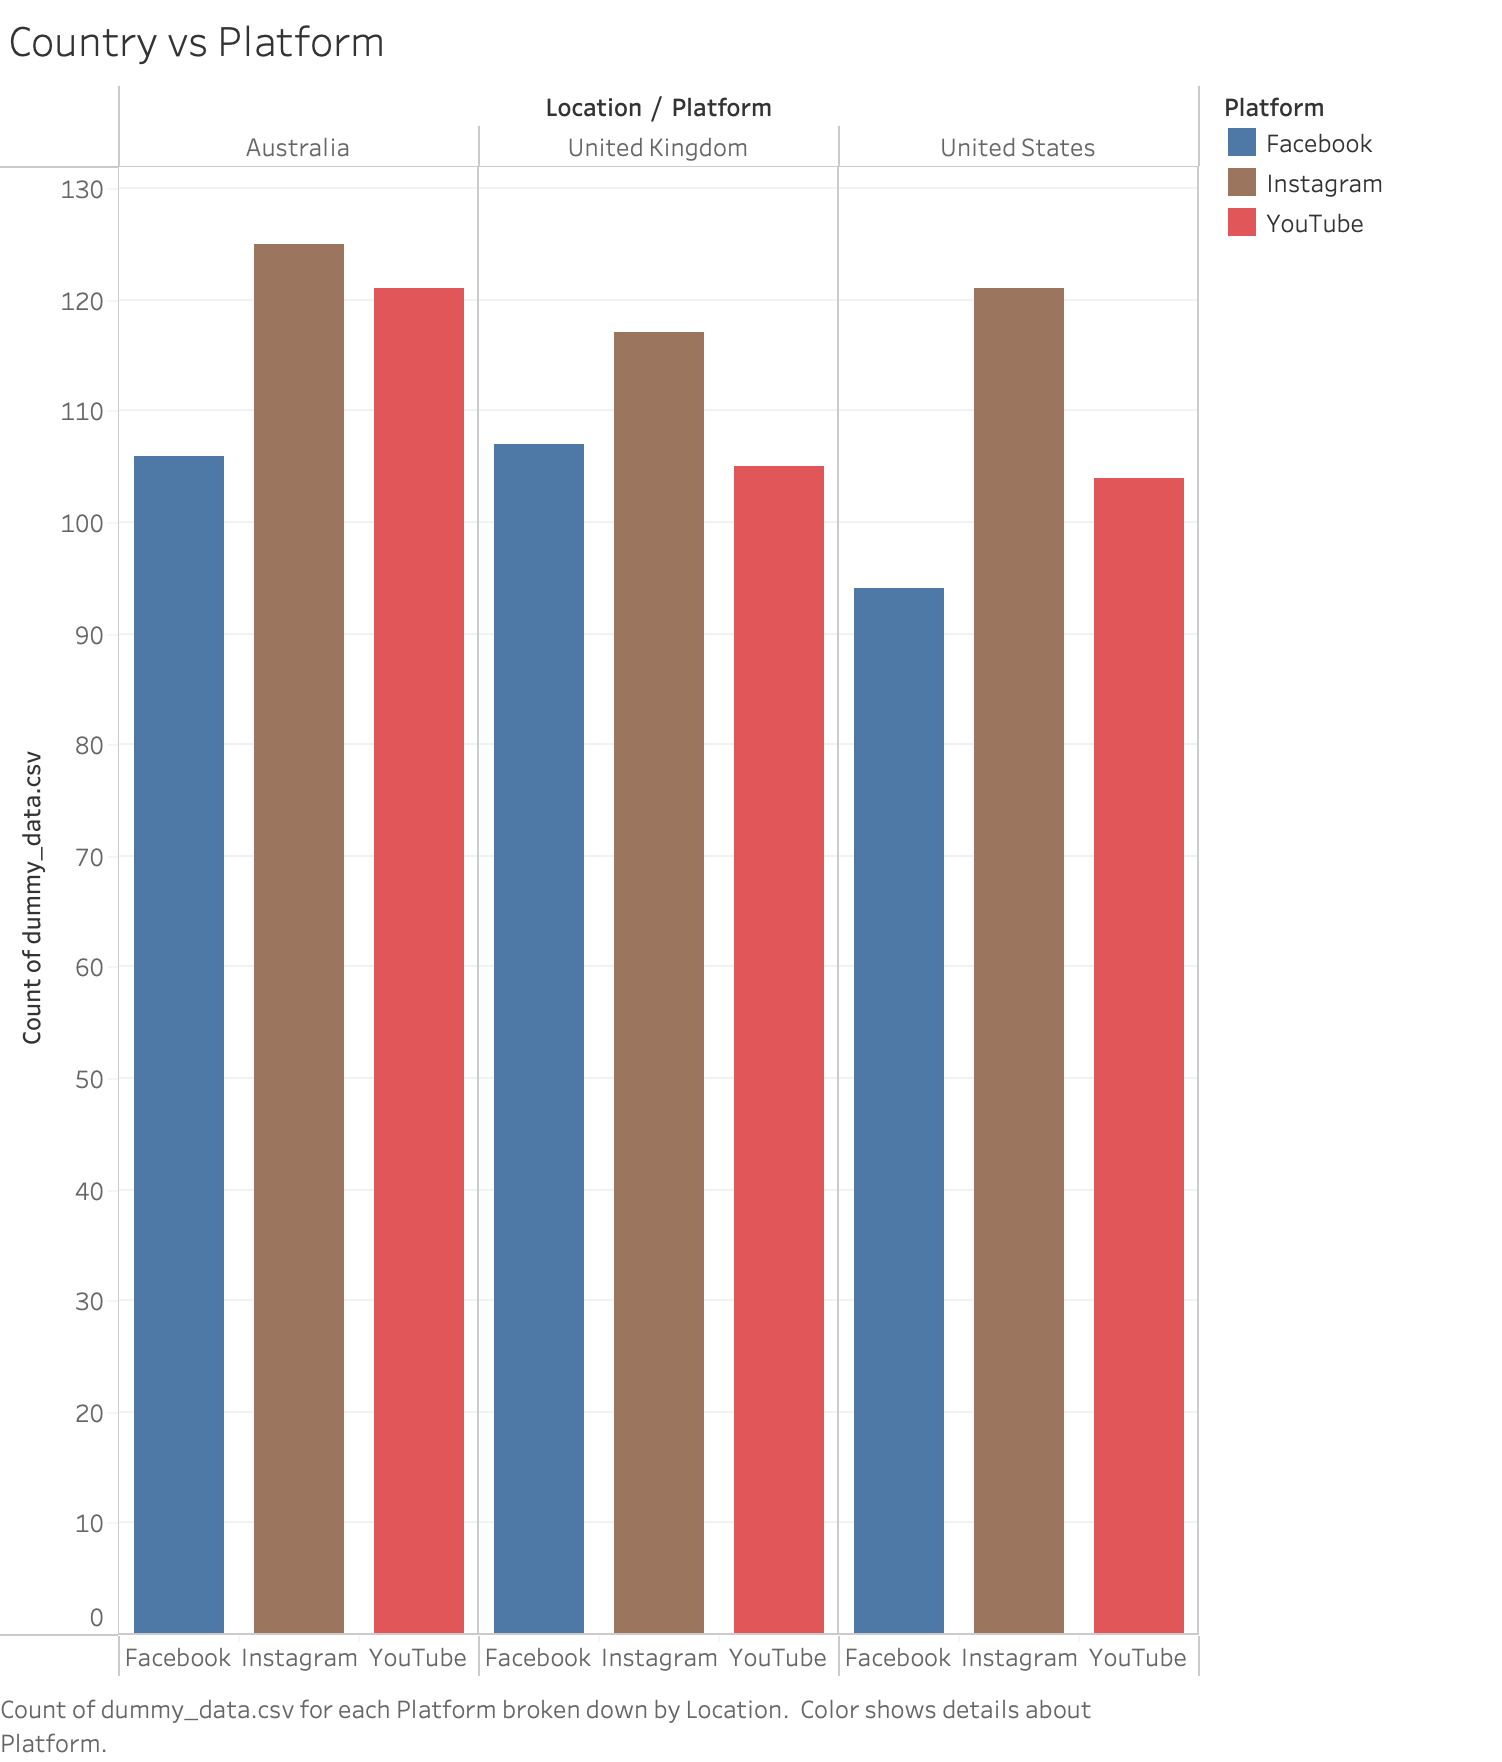 Country vs Platform
Location / Platform
Australia United Kingdom United States
Platform
Facebook
Instagram
YouTube
130
120
110
100
90
80
70
60
50
40
30
20
10
0
Count of dummy_data.csv
Facebook Instagram YouTube Facebook Instagram YouTube Facebook Instagram YouTube
Count of dummy_data.csv for each Platform broken down by Location.  Color shows details about
Platform.